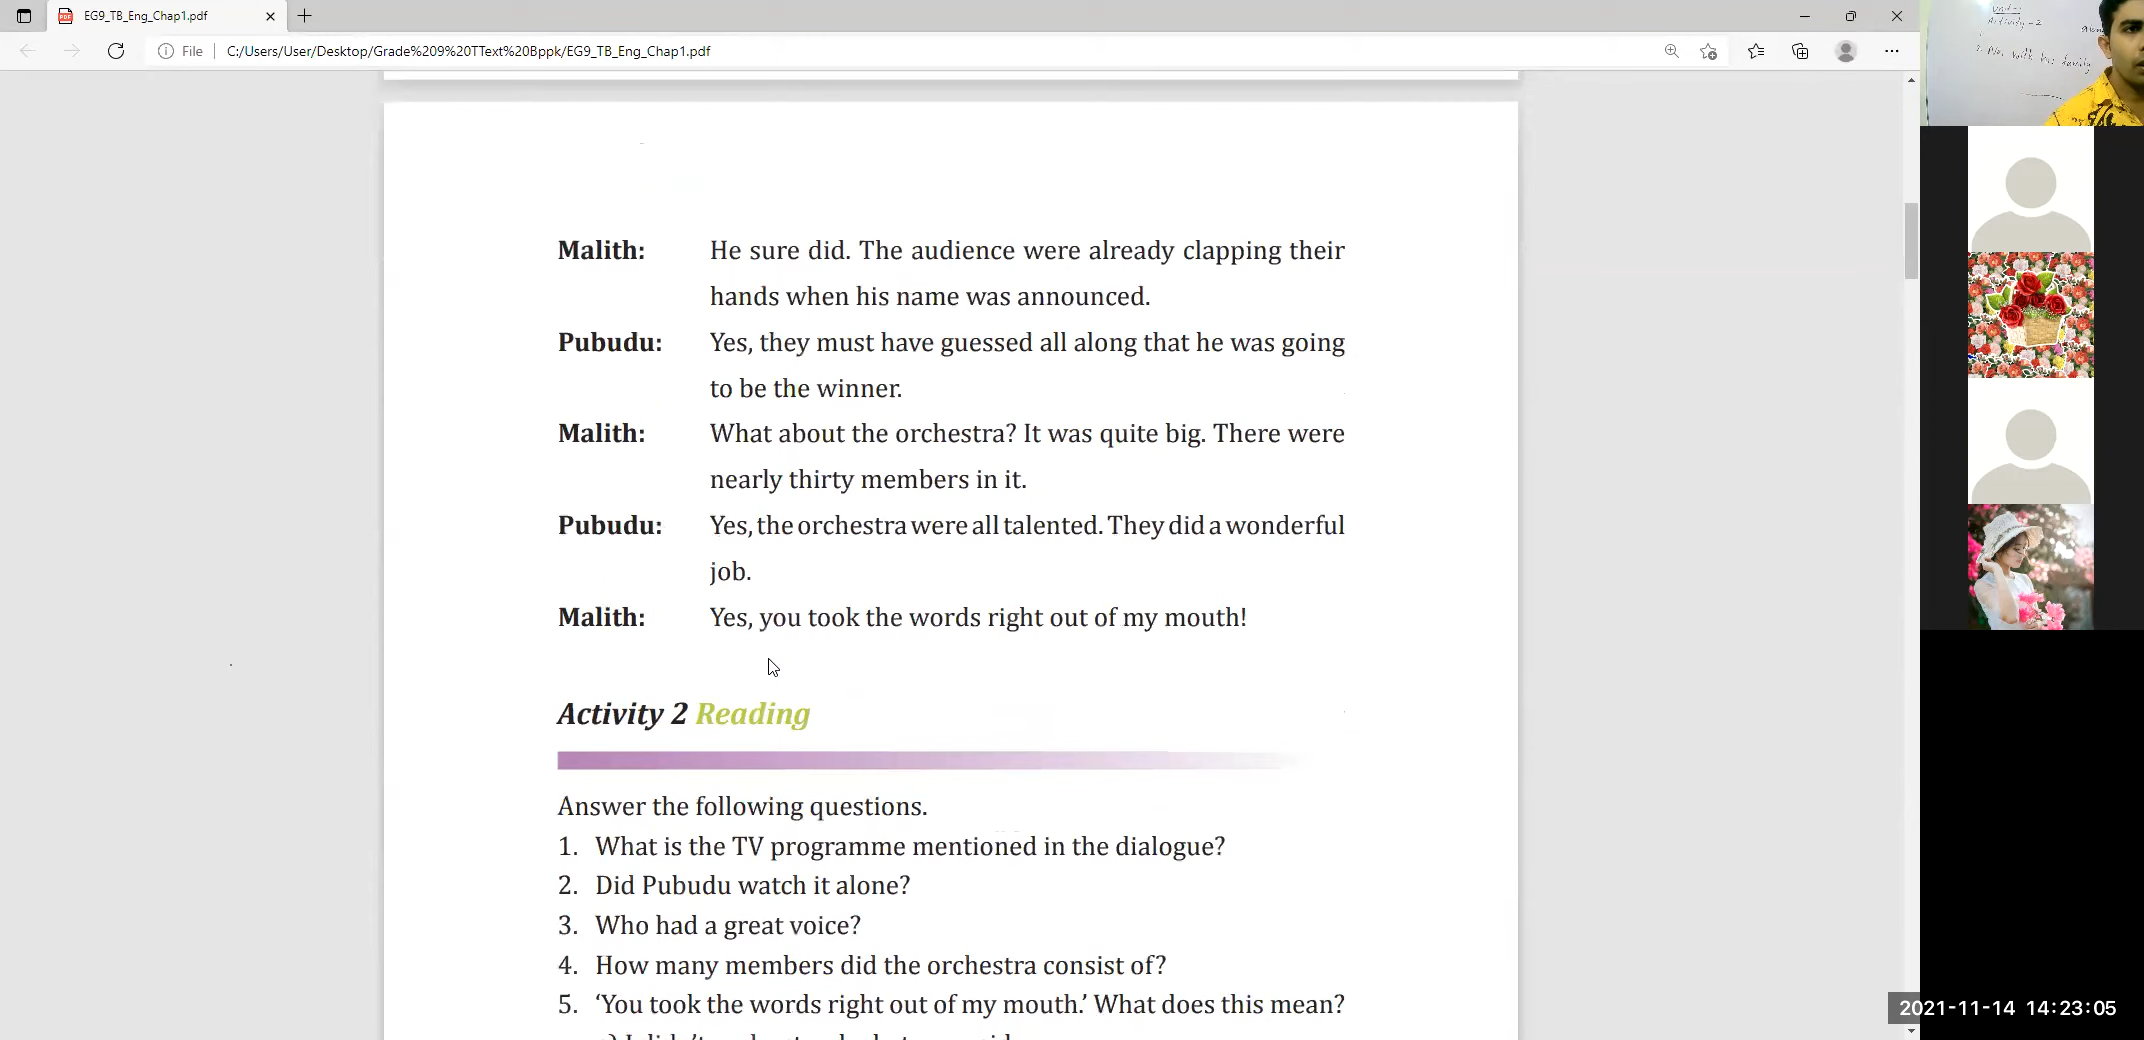 EG9_TB_Eng_Chap1.pdf
File
C:/Users/User/Desktop/Grade%209%20TText%20Bppk/EG9_TB_Eng_Chap1.pdf
Activity - 2
2. No, with his family
Malith: He sure did. The audience were already clapping their
hands when his name was announced.
Pubudu: Yes, they must have guessed all along that he was going
to be the winner.
Malith: What about the orchestra? It was quite big. There were
nearly thirty members in it.
Pubudu: Yes, the orchestra were all talented. They did a wonderful
job.
Malith: Yes, you took the words right out of my mouth!
Activity 2 Reading
Answer the following questions.
1. What is the TV programme mentioned in the dialogue?
2. Did Pubudu watch it alone?
3. Who had a great voice?
4. How many members did the orchestra consist of?
5. ‘You took the words right out of my mouth.’ What does this mean?
2021-11-14 14:23:05